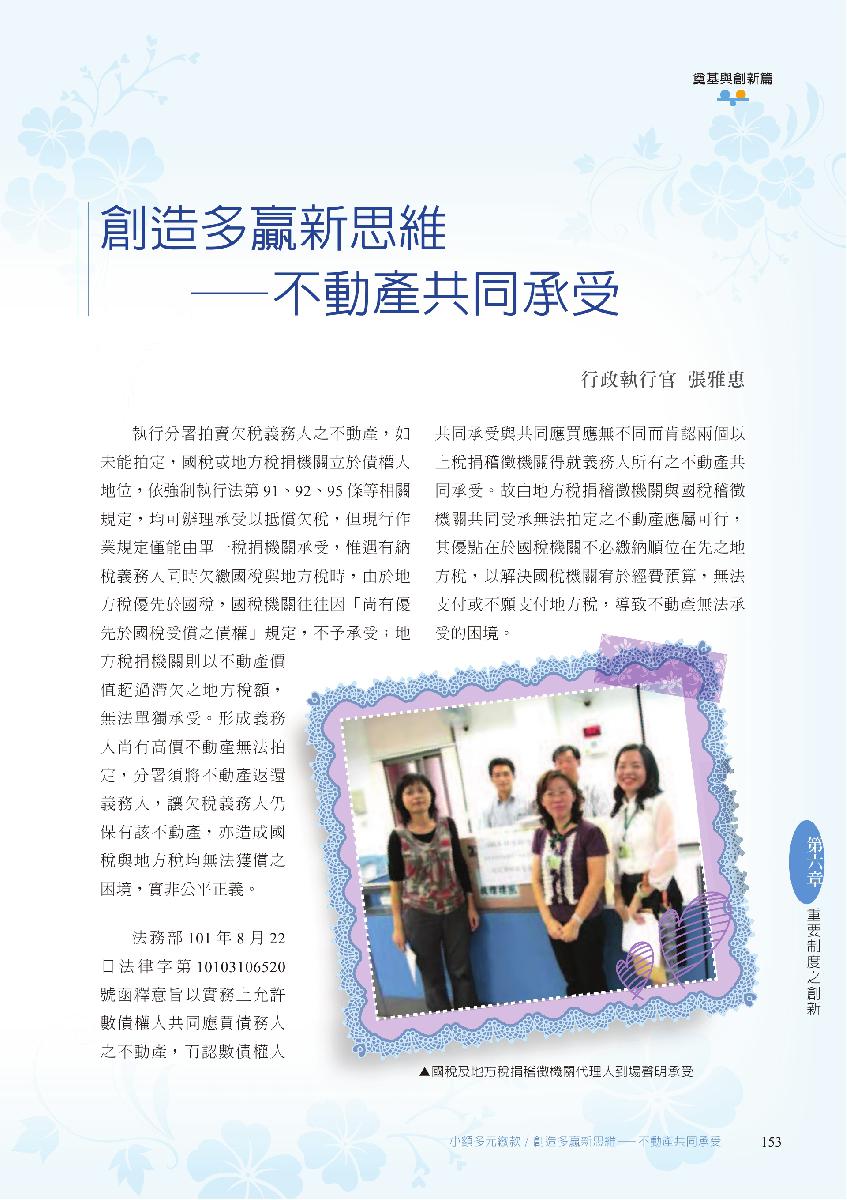 奠基與創新篇
創造多贏新思維
——不動產共同承受
行政執行官 張雅惠
執行分署拍賣欠稅義務人之不動產，如
未能拍定，國稅或地方稅捐機關立於債權人
地位，依強制執行法第 91、92、95 條等相關
規定，均可辦理承受以抵償欠稅，但現行作
業規定僅能由單一稅捐機關承受，惟遇有納
稅義務人同時欠繳國稅與地方稅時，由於地
方稅優先於國稅，國稅機關往往因「尚有優
先於國稅受償之債權」規定，不予承受；地
方稅捐機關則以不動產價
值超過滯欠之地方稅額，
無法單獨承受。形成義務
人尚有高價不動產無法拍
定，分署須將不動產返還
義務人，讓欠稅義務人仍
保有該不動產，亦造成國
稅與地方稅均無法獲償之
困境，實非公平正義。
法務部 101 年 8 月 22
日法律字第 10103106520
號函釋意旨以實務上允許
數債權人共同應買債務人
之不動產，而認數債權人
共同承受與共同應買應無不同而肯認兩個以
上稅捐稽徵機關得就義務人所有之不動產共
同承受。故由地方稅捐稽徵機關與國稅稽徵
機關共同受承無法拍定之不動產應屬可行，
其優點在於國稅機關不必繳納順位在先之地
方稅，以解決國稅機關宥於經費預算，無法
支付或不願支付地方稅，導致不動產無法承
受的困境。
▲國稅及地方稅捐稽徵機關代理人到場聲明承受
第六章
重要制度之創新
小額多元繳款 / 創造多贏新思維——不動產共同承受
153